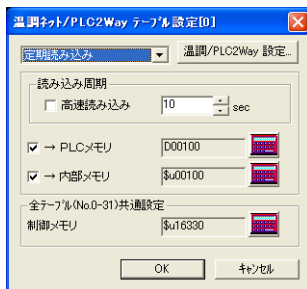 温調ネット/PLC2Way テーブル設定[0]
定期読み込み
温調/PLC2Way 設定...
読み込み周期
高速読み込み 10 sec
→ PLCメモリ D00100
→ 内部メモリ $u00100
全テーブル(No.0-31)共通設定
制御メモリ $u16330
OK キャンセル